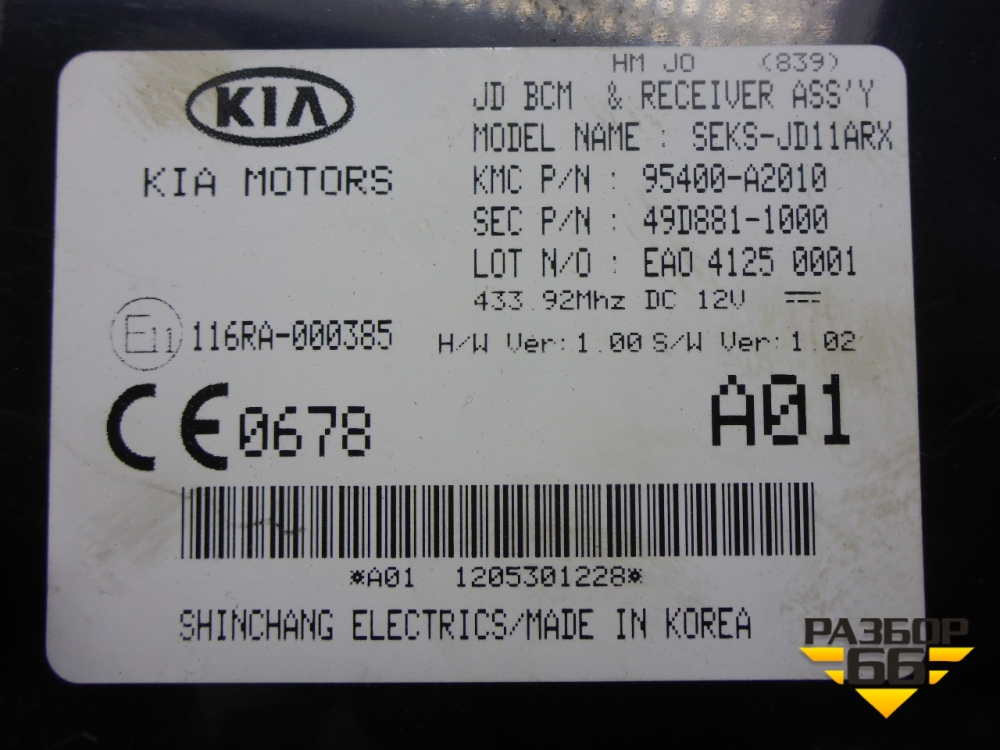 HM JO (839)
KIA
KIA MOTORS
JD BCM & RECEIVER ASS'Y
MODEL NAME : SEKS-JD11ARX
KMC P/N : 95400-A2010
SEC P/N : 49D881-1000
LOT N/O : EAO 4125 0001
433.92Mhz DC 12V
E11 116RA-000385
H/W Ver:1.00 S/W Ver:1.02
CE 0678
A01
*A01 1205301228*
SHINCHANG ELECTRICS/MADE IN KOREA
РАЗБОР
66